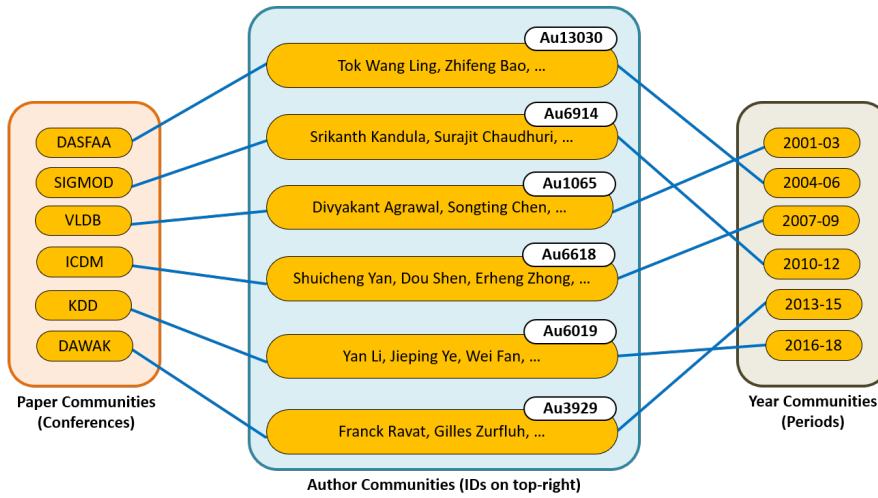 Au13030
Tok Wang Ling, Zhifeng Bao, ...
Au6914
Srikanth Kandula, Surajit Chaudhuri, ...
Au1065
Divyakant Agrawal, Songting Chen, ...
Au6618
Shuicheng Yan, Dou Shen, Erheng Zhong, ...
Au6019
Yan Li, Jieping Ye, Wei Fan, ...
Au3929
Franck Ravat, Gilles Zurfluh, ...
DASFAA
SIGMOD
VLDB
ICDM
KDD
DAWAK
2001-03
2004-06
2007-09
2010-12
2013-15
2016-18
Paper Communities
(Conferences)
Author Communities (IDs on top-right)
Year Communities
(Periods)